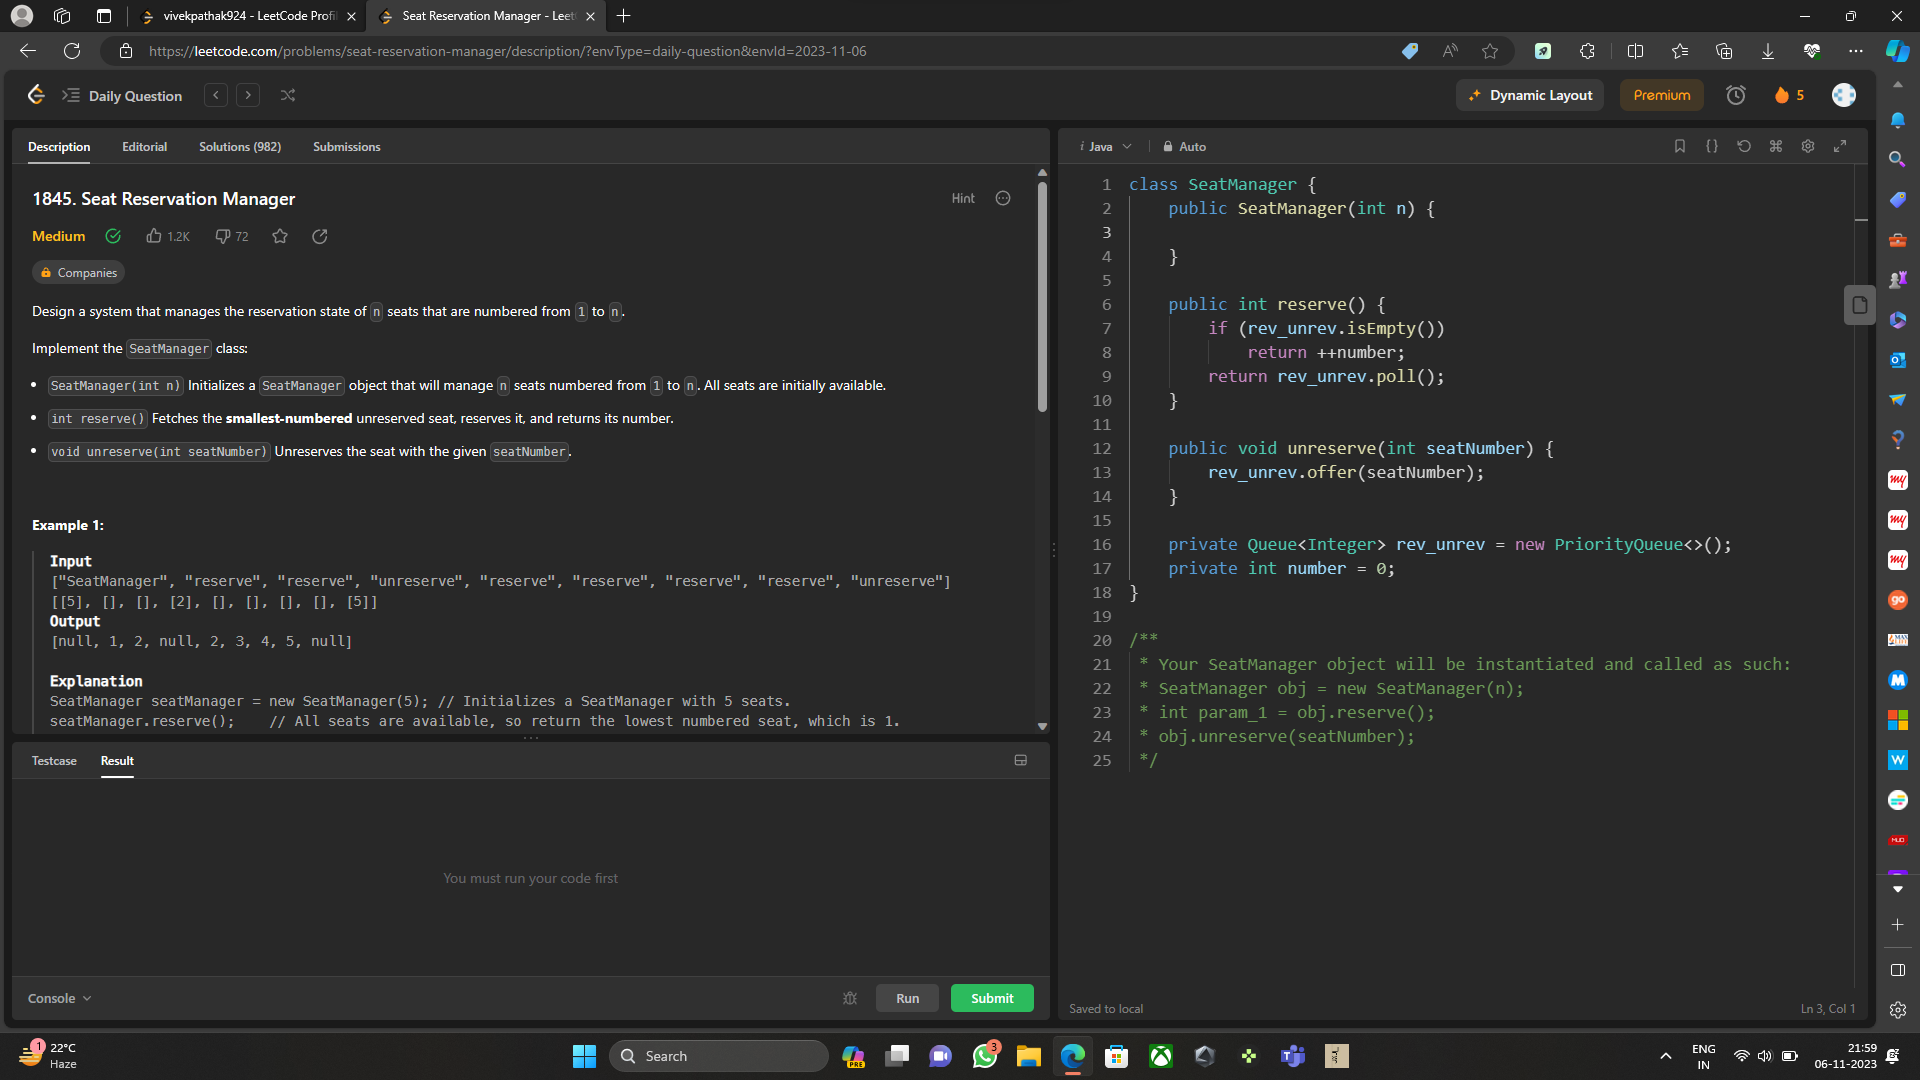 vivekpathak924 - LeetCode Profi
Seat Reservation Manager - Leet
https://leetcode.com/problems/seat-reservation-manager/description/?envType=daily-question&envId=2023-11-06
Daily Question
Dynamic Layout
Premium
5
Description
Editorial
Solutions (982)
Submissions
1845. Seat Reservation Manager
Hint
Medium
1.2K
72
Companies
Design a system that manages the reservation state of n seats that are numbered from 1 to n.
Implement the SeatManager class:
• SeatManager(int n) Initializes a SeatManager object that will manage n seats numbered from 1 to n. All seats are initially available.
• int reserve() Fetches the smallest-numbered unreserved seat, reserves it, and returns its number.
• void unreserve(int seatNumber) Unreserves the seat with the given seatNumber.
Example 1:
Input
["SeatManager", "reserve", "reserve", "unreserve", "reserve", "reserve", "reserve", "reserve", "unreserve"]
[[5], [], [], [2], [], [], [], [], [5]]
Output
[null, 1, 2, null, 2, 3, 4, 5, null]
Explanation
SeatManager seatManager = new SeatManager(5); // Initializes a SeatManager with 5 seats.
seatManager.reserve();    // All seats are available, so return the lowest numbered seat, which is 1.
Testcase
Result
You must run your code first
Console
Run
Submit
i Java
Auto
1 class SeatManager {
2     public SeatManager(int n) {
3
4     }
5
6     public int reserve() {
7         if (rev_unrev.isEmpty())
8             return ++number;
9         return rev_unrev.poll();
10     }
11
12     public void unreserve(int seatNumber) {
13         rev_unrev.offer(seatNumber);
14     }
15
16     private Queue<Integer> rev_unrev = new PriorityQueue<>();
17     private int number = 0;
18 }
19
20 /**
21  * Your SeatManager object will be instantiated and called as such:
22  * SeatManager obj = new SeatManager(n);
23  * int param_1 = obj.reserve();
24  * obj.unreserve(seatNumber);
25  */
Saved to local
Ln 3, Col 1
my
my
my
go
M
W
1
22°C
Haze
Search
PRE
3
ENG
IN
21:59
06-11-2023